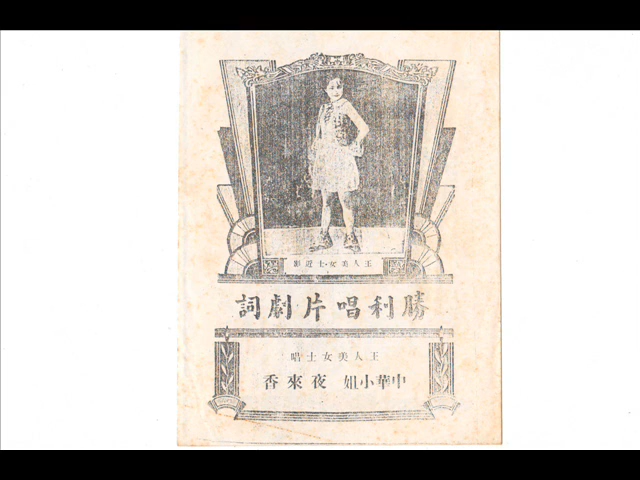 王人美女士近影
勝利唱片劇詞
王人美女士唱
中華小姐 夜來香